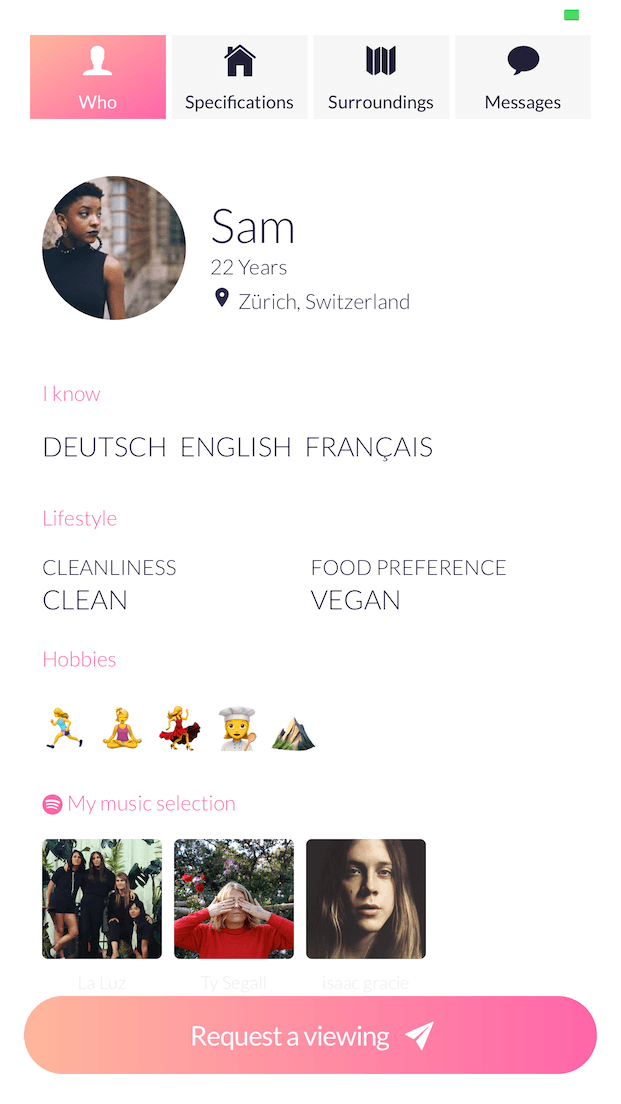 Who
Specifications
Surroundings
Messages
Sam
22 Years
Zürich, Switzerland
I know
DEUTSCH ENGLISH FRANÇAIS
Lifestyle
CLEANLINESS
CLEAN
FOOD PREFERENCE
VEGAN
Hobbies
My music selection
La Luz
Ty Segall
isaac gracie
Request a viewing